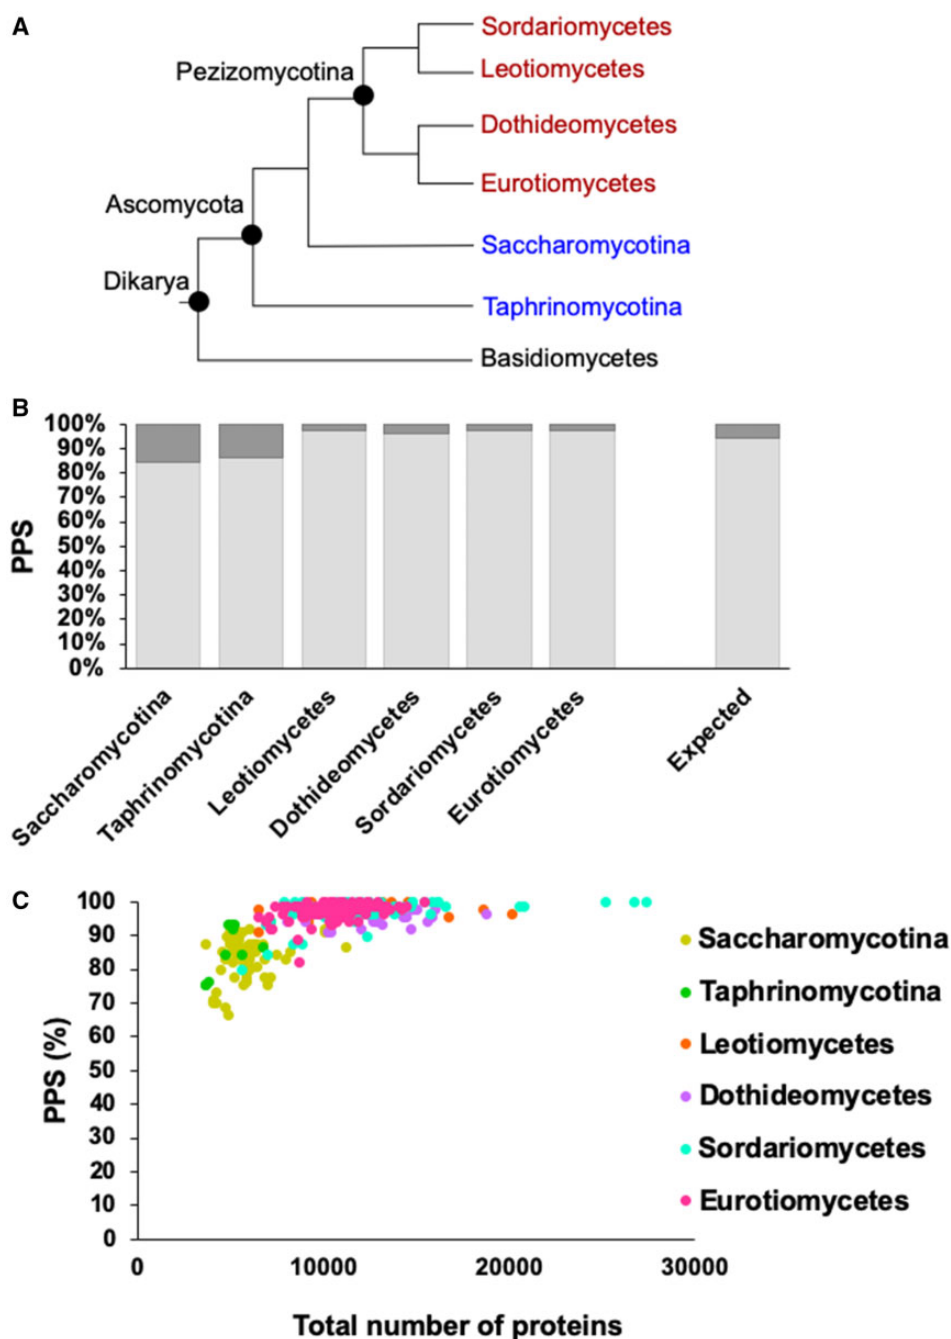 A
Sordariomycetes
Pezizomycotina
Leotiomycetes
Dothideomycetes
Eurotiomycetes
Ascomycota
Saccharomycotina
Dikarya
Taphrinomycotina
Basidiomycetes
B
PPS
100%
90%
80%
70%
60%
50%
40%
30%
20%
10%
0%
Saccharomycotina
Taphrinomycotina
Leotiomycetes
Dothideomycetes
Sordariomycetes
Eurotiomycetes
Expected
C
PPS (%)
100
90
80
70
60
50
40
30
20
10
0
0 10000 20000 30000
Total number of proteins
Saccharomycotina
Taphrinomycotina
Leotiomycetes
Dothideomycetes
Sordariomycetes
Eurotiomycetes